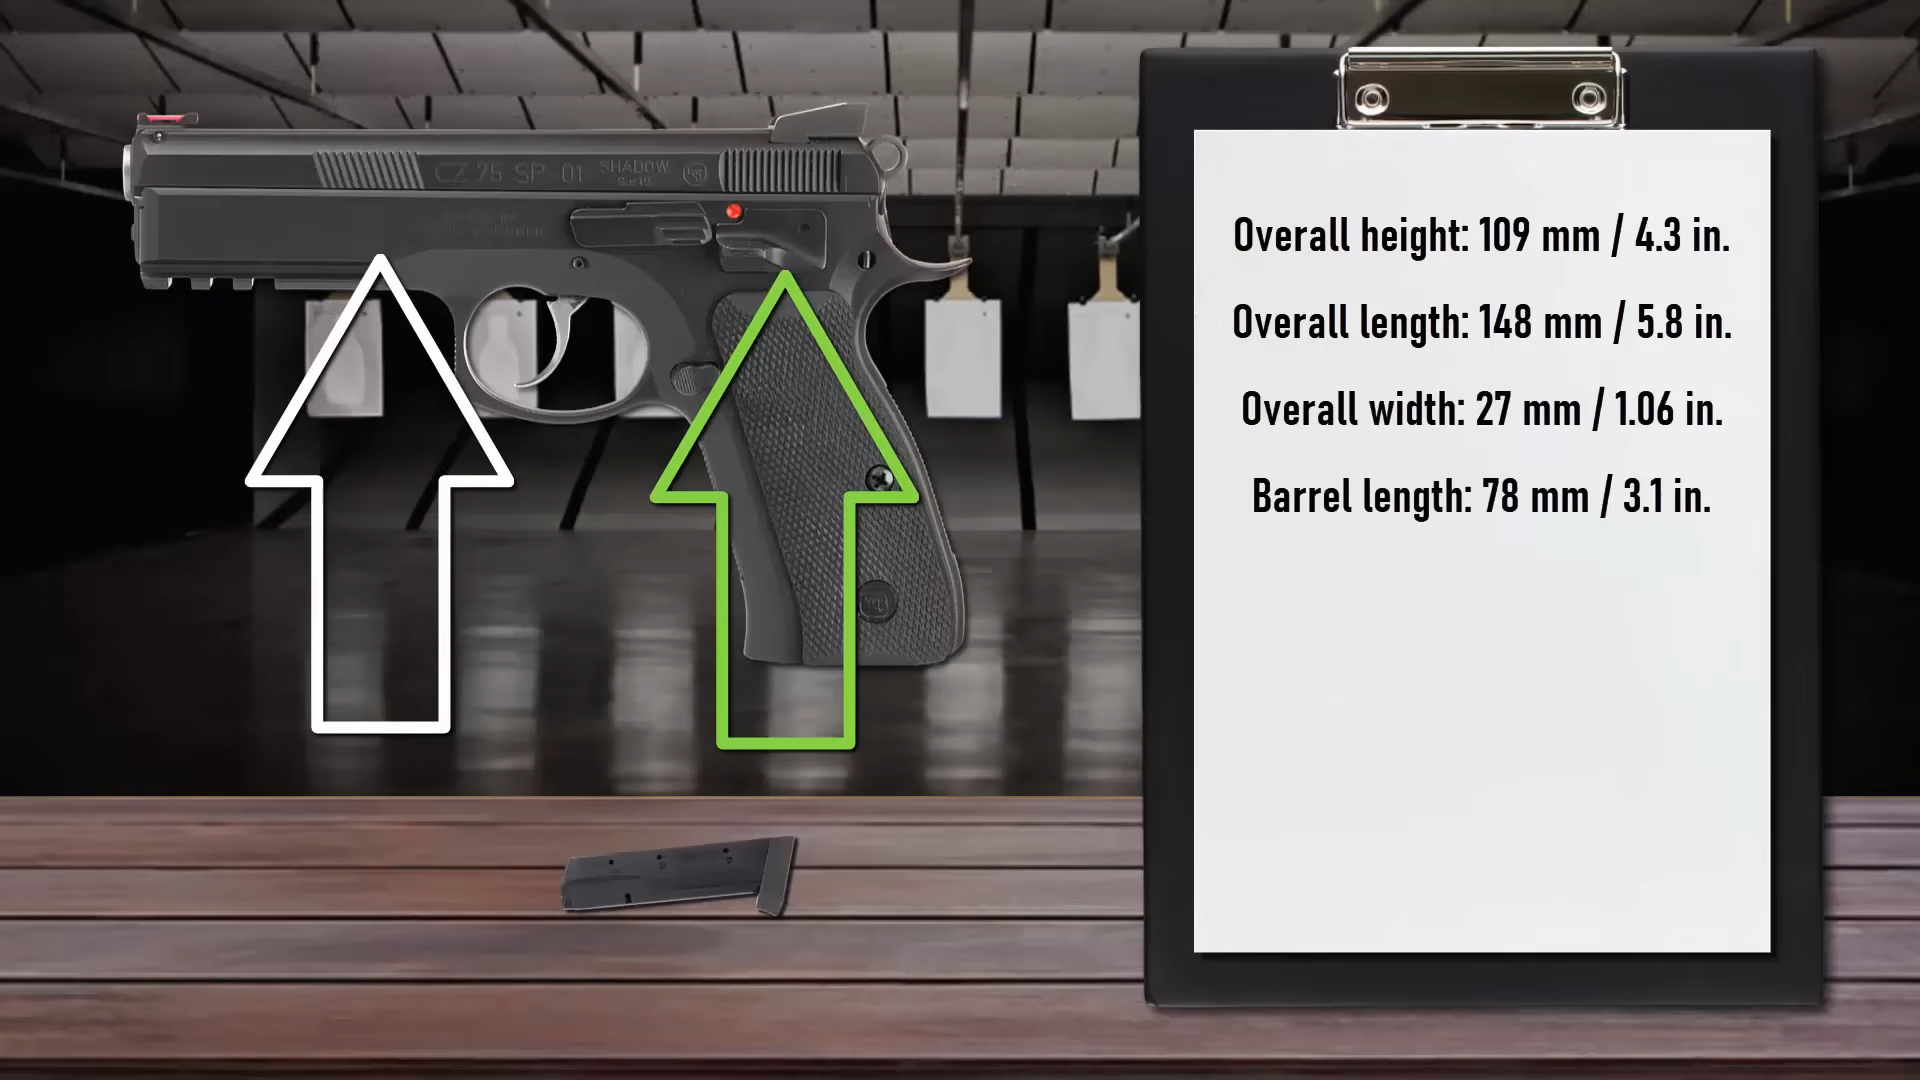 CZ 75 SP-01 SHADOW
9x19
Overall height: 109 mm / 4.3 in.
Overall length: 148 mm / 5.8 in.
Overall width: 27 mm / 1.06 in.
Barrel length: 78 mm / 3.1 in.